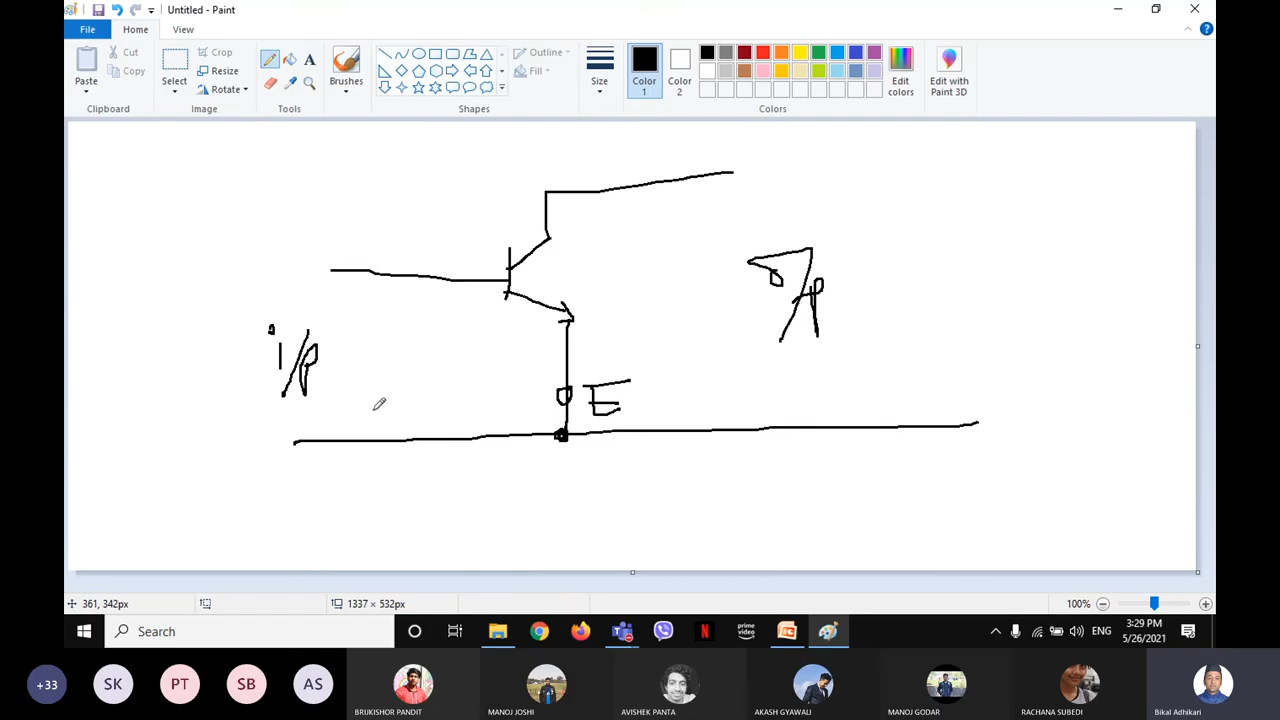 Untitled - Paint
File
Home
View
Paste
Cut
Copy
Clipboard
Select
Crop
Resize
Rotate
Image
Tools
Brushes
Shapes
Outline
Fill
Size
Color 1
Color 2
Colors
Edit colors
Edit with Paint 3D
i/p
o/p
E
361, 342px
1337 × 532px
100%
Search
prime video
ENG
3:29 PM
5/26/2021
+33
SK
PT
SB
AS
BRIJKISHOR PANDIT
MANOJ JOSHI
AVISHEK PANTA
AKASH GYAWALI
MANOJ GODAR
RACHANA SUBEDI
Bikal Adhikari